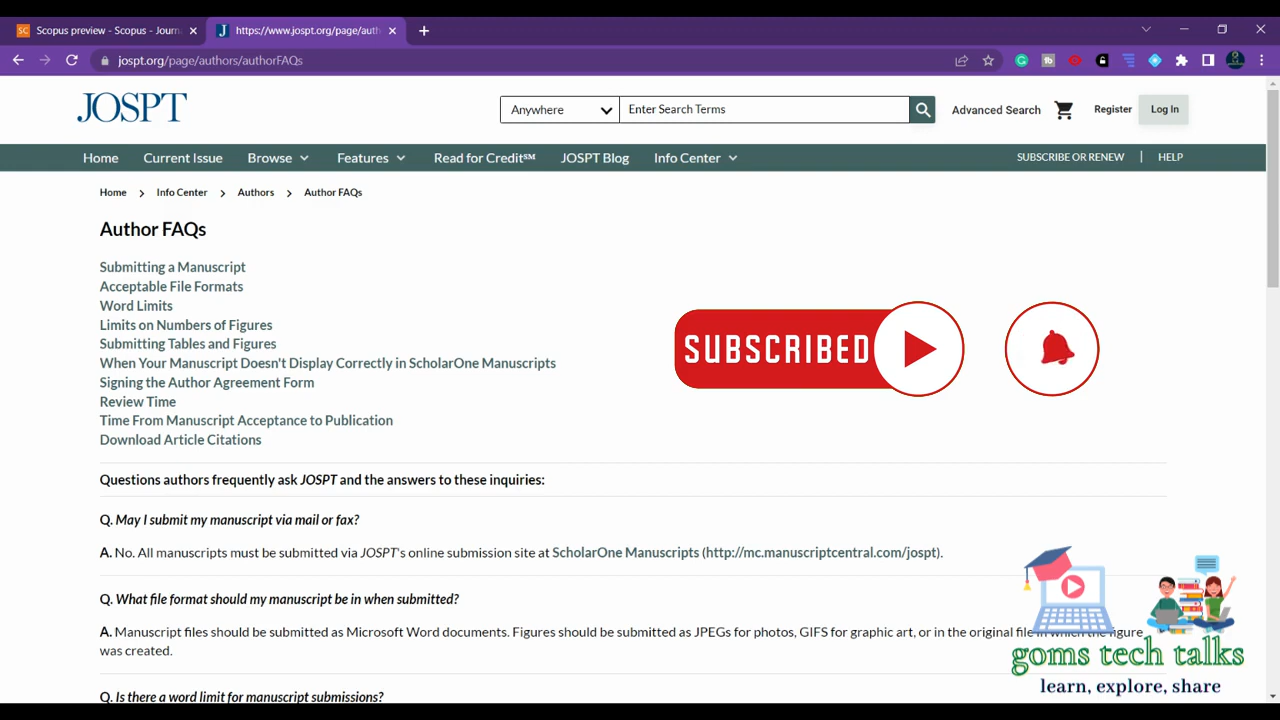 Scopus preview - Scopus - Journ
https://www.jospt.org/page/auth
jospt.org/page/authors/authorFAQs
JOSPT
Anywhere
Enter Search Terms
Advanced Search
Register
Log In
Home
Current Issue
Browse
Features
Read for Credit℠
JOSPT Blog
Info Center
SUBSCRIBE OR RENEW | HELP
Home > Info Center > Authors > Author FAQs
Author FAQs
Submitting a Manuscript
Acceptable File Formats
Word Limits
Limits on Numbers of Figures
Submitting Tables and Figures
When Your Manuscript Doesn't Display Correctly in ScholarOne Manuscripts
Signing the Author Agreement Form
Review Time
Time From Manuscript Acceptance to Publication
Download Article Citations
SUBSCRIBED
Questions authors frequently ask JOSPT and the answers to these inquiries:
Q. May I submit my manuscript via mail or fax?
A. No. All manuscripts must be submitted via JOSPT's online submission site at ScholarOne Manuscripts (http://mc.manuscriptcentral.com/jospt).
Q. What file format should my manuscript be in when submitted?
A. Manuscript files should be submitted as Microsoft Word documents. Figures should be submitted as JPEGs for photos, GIFS for graphic art, or in the original file in which the figure
was created.
Q. Is there a word limit for manuscript submissions?
goms tech talks
learn, explore, share